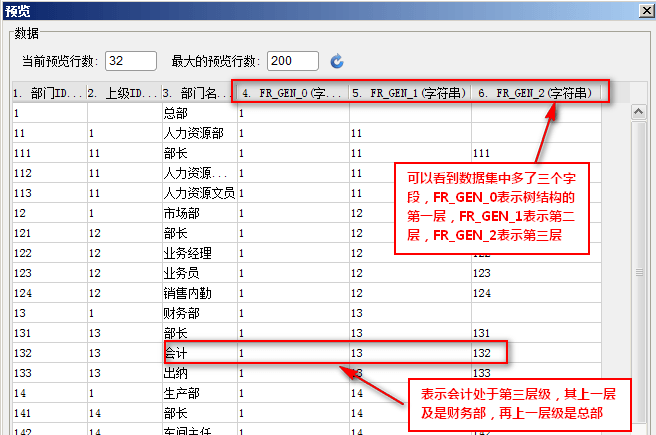 预览
数据
当前预览行数: 32 最大的预览行数: 200
1. 部门ID... 2. 上级ID... 3. 部门名... 4. FR_GEN_0(字... 5. FR_GEN_1(字符串) 6. FR_GEN_2(字符串)
1 总部 1
11 1 人力资源部 1 11
111 11 部长 1 11 111
112 11 人力资源... 1 11
113 11 人力资源文员 1 11
12 1 市场部 1 12
121 12 部长 1 12
122 12 业务经理 1 12 122
123 12 业务员 1 12 123
124 12 销售内勤 1 12 124
13 1 财务部 1 13
131 13 部长 1 13 131
132 13 会计 1 13 132
133 13 出纳 1 13 133
14 1 生产部 1 14
141 14 部长 1 14
142 14 车间主任 1 14
可以看到数据集中多了三个字
段，FR_GEN_0表示树结构的
第一层，FR_GEN_1表示第二
层，FR_GEN_2表示第三层
表示会计处于第三层级，其上一层
及是财务部，再上一层级是总部